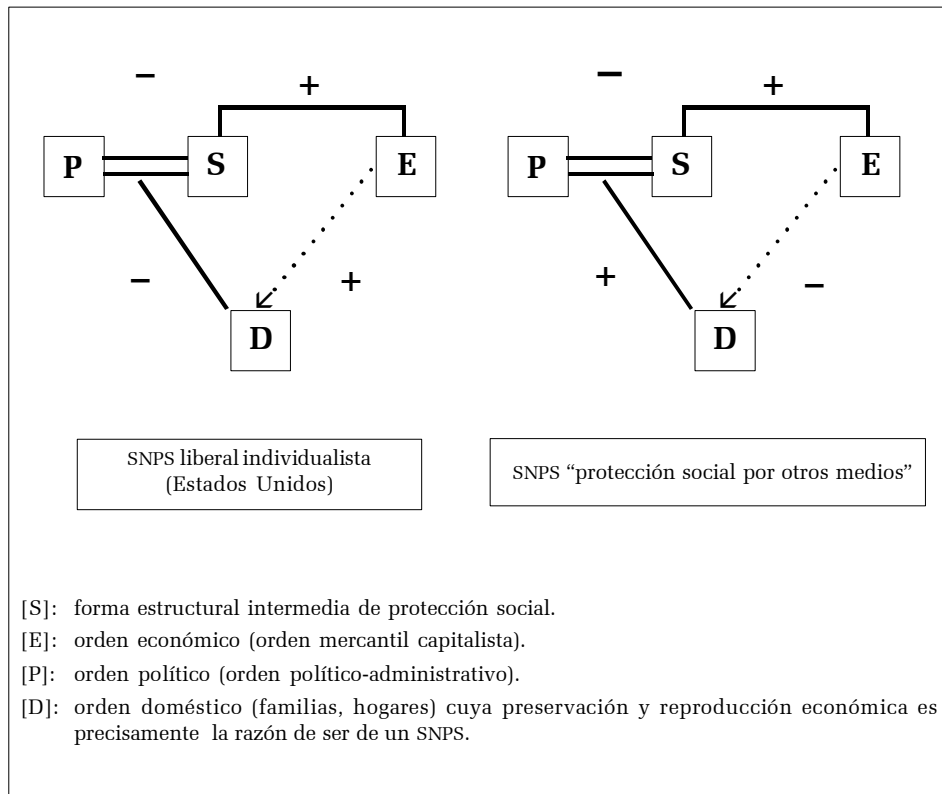 − + − +
P S E P S E
− + + −
D D
SNPS liberal individualista
(Estados Unidos)
SNPS “protección social por otros medios”
[S]: forma estructural intermedia de protección social.
[E]: orden económico (orden mercantil capitalista).
[P]: orden político (orden político-administrativo).
[D]: orden doméstico (familias, hogares) cuya preservación y reproducción económica es
precisamente la razón de ser de un SNPS.